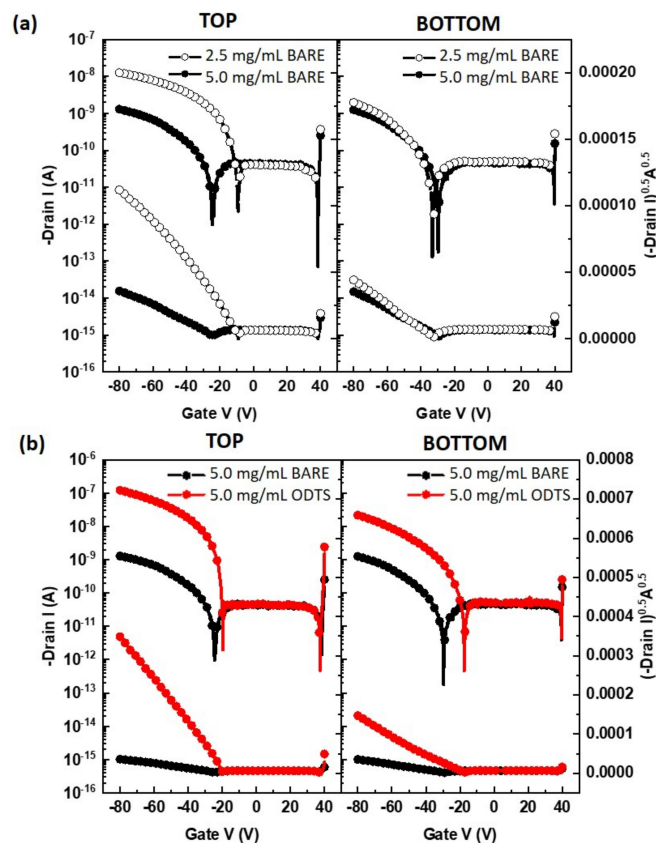 (a)
TOP
BOTTOM
2.5 mg/mL BARE
5.0 mg/mL BARE
2.5 mg/mL BARE
5.0 mg/mL BARE
-Drain I (A)
10^-7
10^-8
10^-9
10^-10
10^-11
10^-12
10^-13
10^-14
10^-15
10^-16
0.00020
0.00015
0.00010
0.00005
0.00000
(-Drain I)^0.5 A^0.5
-80 -60 -40 -20 0 20 40
-80 -60 -40 -20 0 20 40
Gate V (V)
Gate V (V)
(b)
TOP
BOTTOM
5.0 mg/mL BARE
5.0 mg/mL ODTS
5.0 mg/mL BARE
5.0 mg/mL ODTS
-Drain I (A)
10^-6
10^-7
10^-8
10^-9
10^-10
10^-11
10^-12
10^-13
10^-14
10^-15
10^-16
0.0008
0.0007
0.0006
0.0005
0.0004
0.0003
0.0002
0.0001
0.0000
(-Drain I)^0.5 A^0.5
-80 -60 -40 -20 0 20 40
-80 -60 -40 -20 0 20 40
Gate V (V)
Gate V (V)